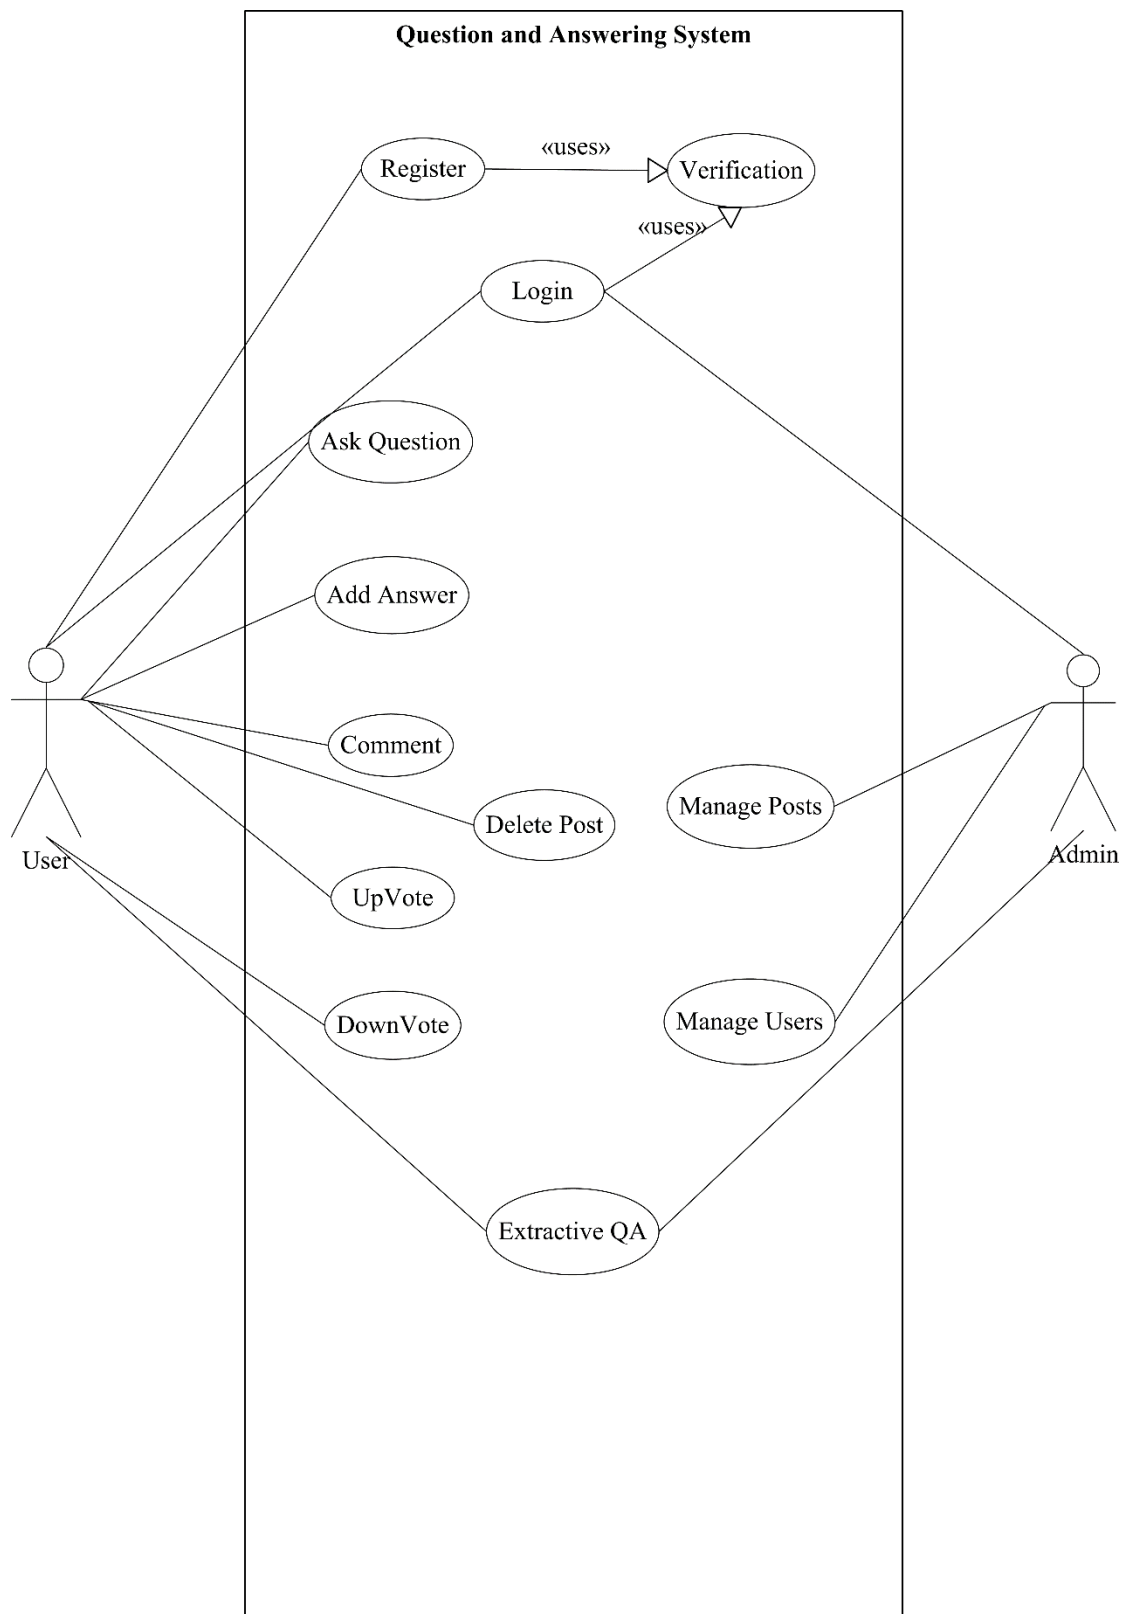 Question and Answering System
«uses»
Register
Verification
«uses»
Login
Ask Question
Add Answer
Comment
Manage Posts
Delete Post
User
Admin
UpVote
DownVote
Manage Users
Extractive QA